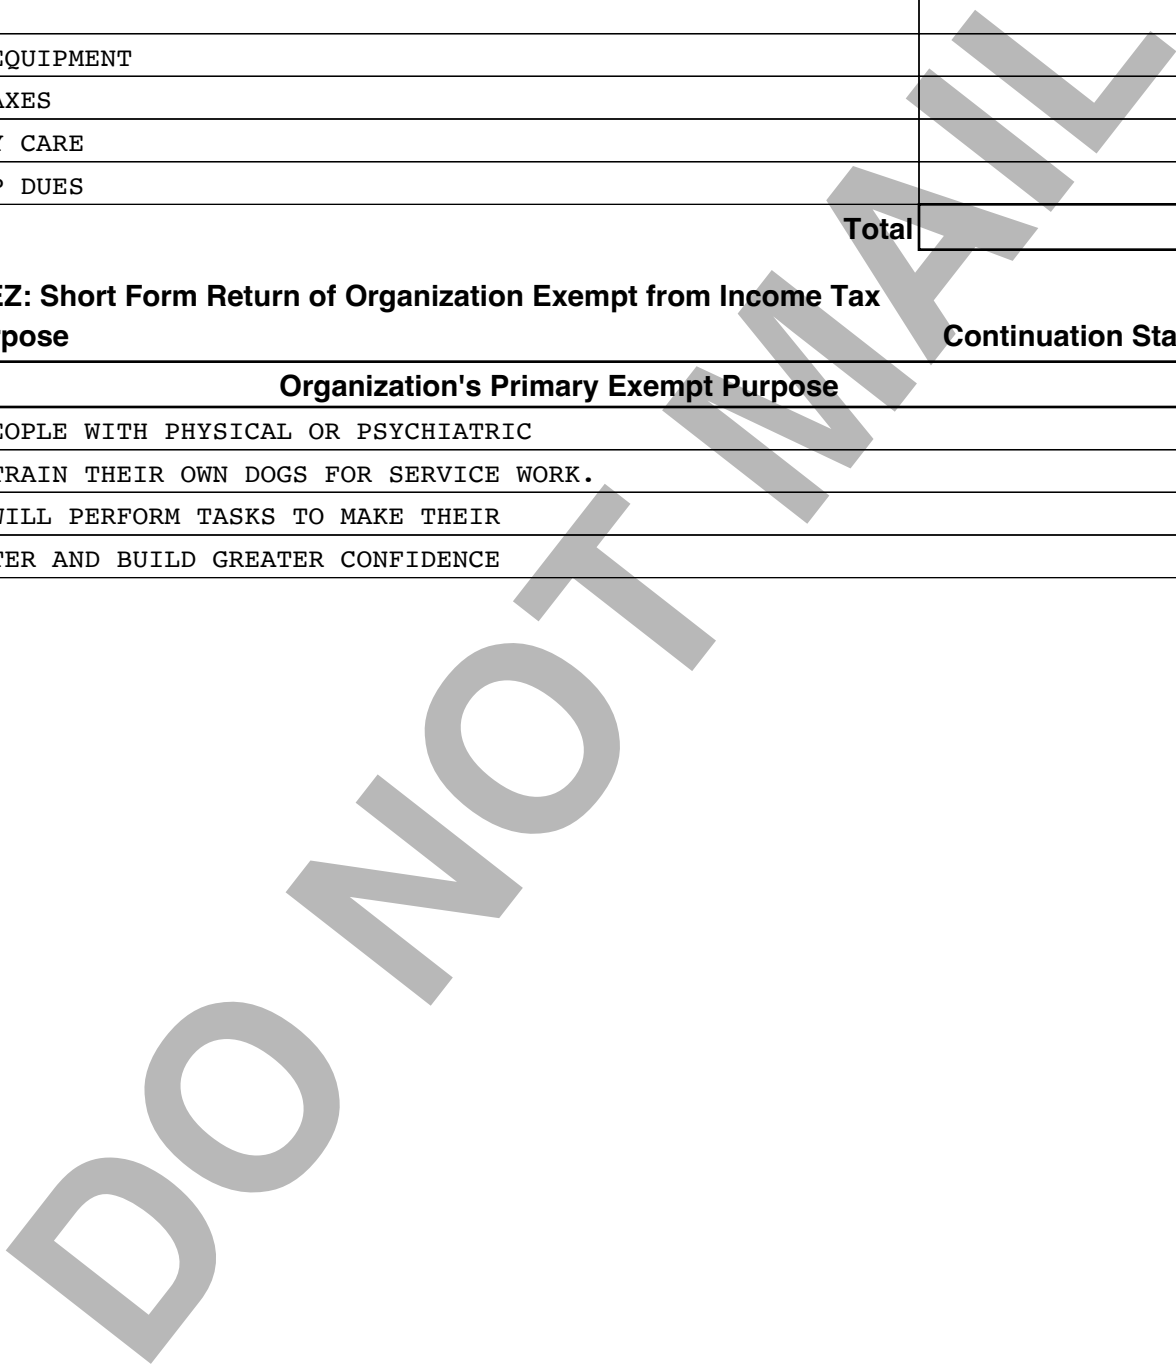 EQUIPMENT
AXES
Y CARE
P DUES
Total
EZ: Short Form Return of Organization Exempt from Income Tax
pose Continuation Sta
Organization's Primary Exempt Purpose
EOPLE WITH PHYSICAL OR PSYCHIATRIC
TRAIN THEIR OWN DOGS FOR SERVICE WORK.
WILL PERFORM TASKS TO MAKE THEIR
TER AND BUILD GREATER CONFIDENCE
DO NOT MAIL